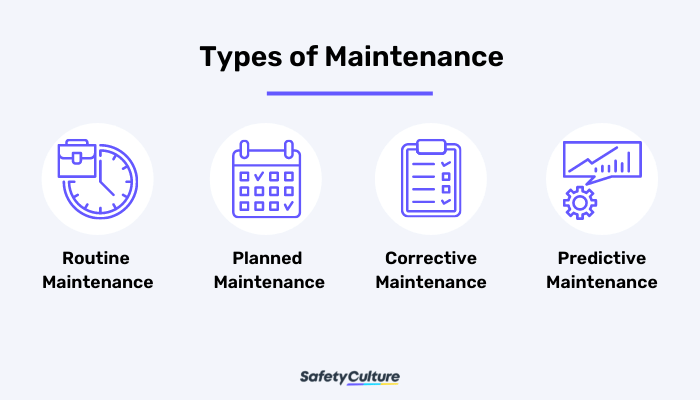 Types of Maintenance
Routine
Maintenance
Planned
Maintenance
Corrective
Maintenance
Predictive
Maintenance
SafetyCulture